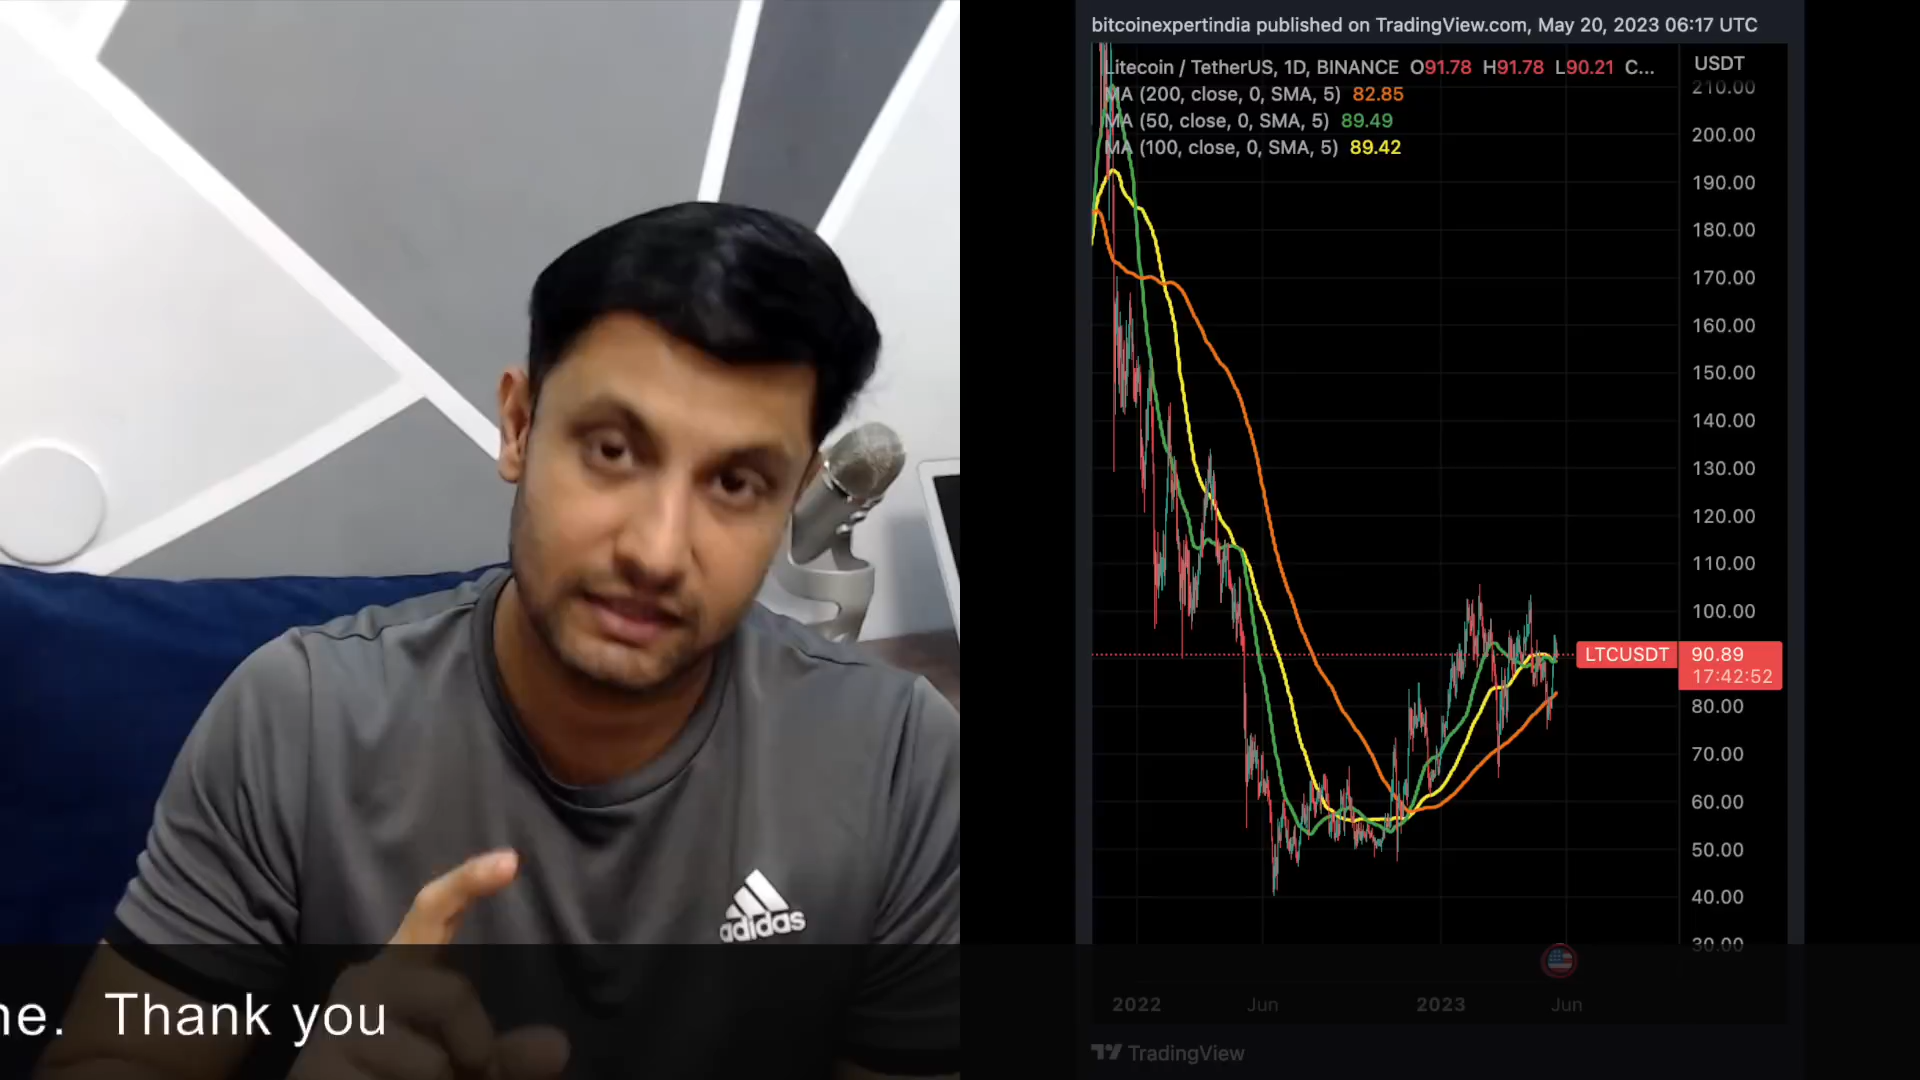 adidas
ne. Thank you
bitcoinexpertindia published on TradingView.com, May 20, 2023 06:17 UTC
Litecoin / TetherUS, 1D, BINANCE O91.78 H91.78 L90.21 C...
MA (200, close, 0, SMA, 5) 82.85
MA (50, close, 0, SMA, 5) 89.49
MA (100, close, 0, SMA, 5) 89.42
USDT
210.00
200.00
190.00
180.00
170.00
160.00
150.00
140.00
130.00
120.00
110.00
100.00
LTCUSDT 90.89
17:42:52
80.00
70.00
60.00
50.00
40.00
30.00
2022 Jun 2023 Jun
TradingView